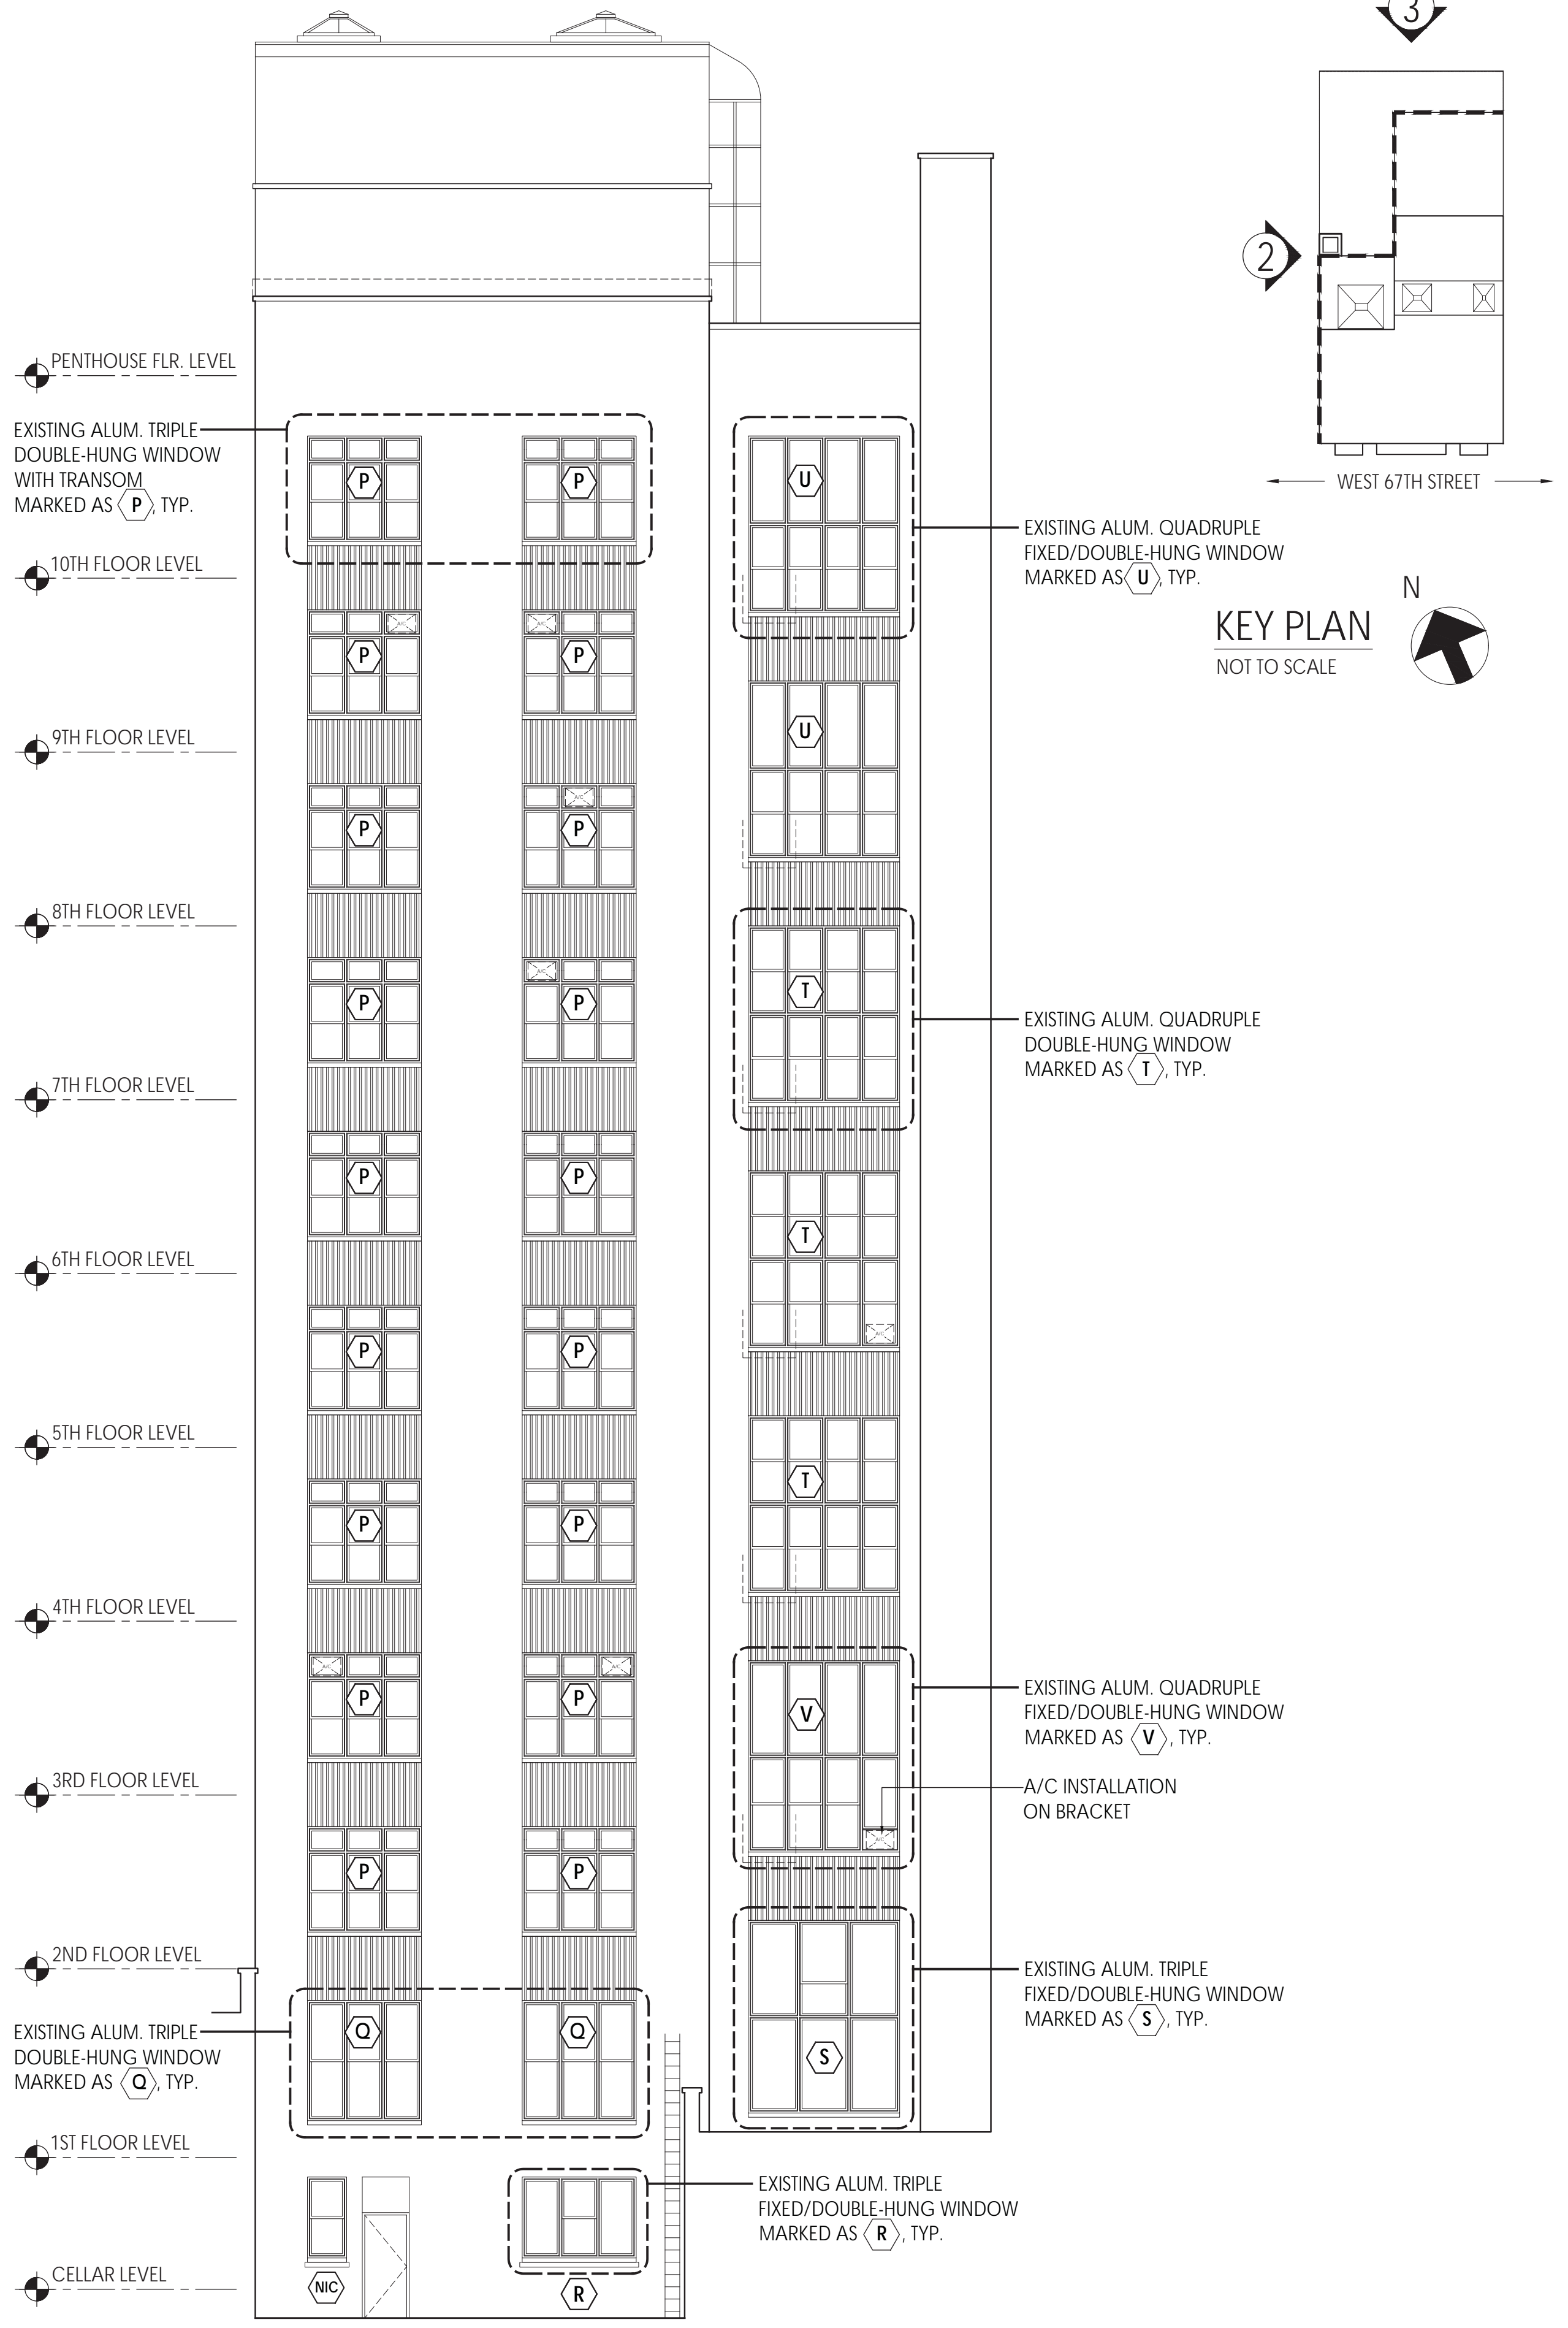 3
2
WEST 67TH STREET
KEY PLAN
NOT TO SCALE
N
PENTHOUSE FLR. LEVEL
EXISTING ALUM. TRIPLE
DOUBLE-HUNG WINDOW
WITH TRANSOM
MARKED AS P, TYP.
P P U
EXISTING ALUM. QUADRUPLE
FIXED/DOUBLE-HUNG WINDOW
MARKED AS U, TYP.
10TH FLOOR LEVEL
A/C A/C
P P
U
9TH FLOOR LEVEL
A/C
P P
8TH FLOOR LEVEL
A/C
P P T
EXISTING ALUM. QUADRUPLE
DOUBLE-HUNG WINDOW
MARKED AS T, TYP.
7TH FLOOR LEVEL
P P
T
6TH FLOOR LEVEL
A/C
P P
5TH FLOOR LEVEL
T
P P
4TH FLOOR LEVEL
A/C A/C
P P V
EXISTING ALUM. QUADRUPLE
FIXED/DOUBLE-HUNG WINDOW
MARKED AS V, TYP.
3RD FLOOR LEVEL
A/C INSTALLATION
ON BRACKET
A/C
P P
2ND FLOOR LEVEL
EXISTING ALUM. TRIPLE
FIXED/DOUBLE-HUNG WINDOW
MARKED AS S, TYP.
EXISTING ALUM. TRIPLE
DOUBLE-HUNG WINDOW
MARKED AS Q, TYP.
Q Q
S
1ST FLOOR LEVEL
EXISTING ALUM. TRIPLE
FIXED/DOUBLE-HUNG WINDOW
MARKED AS R, TYP.
CELLAR LEVEL
NIC R